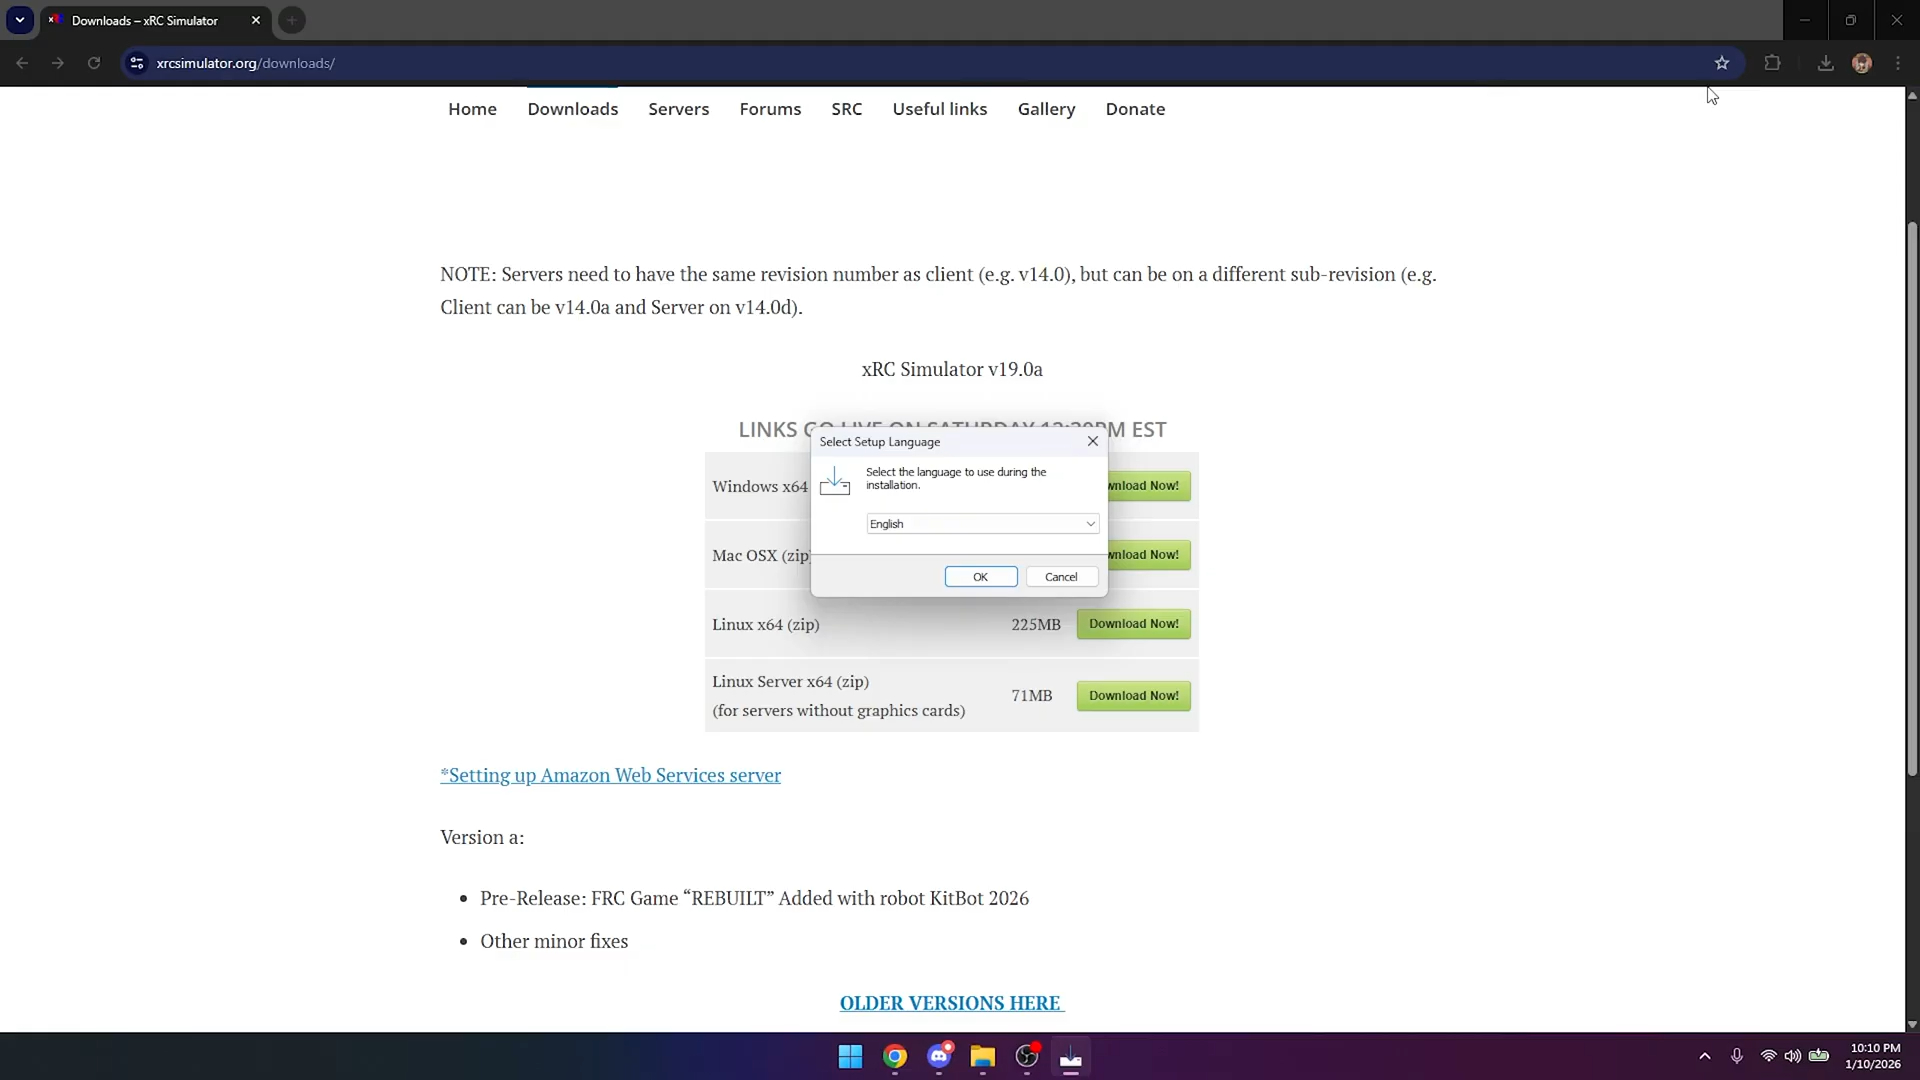 Downloads – xRC Simulator
xrcsimulator.org/downloads/
Home Downloads Servers Forums SRC Useful links Gallery Donate
NOTE: Servers need to have the same revision number as client (e.g. v14.0), but can be on a different sub-revision (e.g.
Client can be v14.0a and Server on v14.0d).
xRC Simulator v19.0a
Select Setup Language
Select the language to use during the
installation.
English
OK Cancel
Windows x64
Mac OSX (zip
Linux x64 (zip) 225MB Download Now!
Linux Server x64 (zip)
(for servers without graphics cards) 71MB Download Now!
*Setting up Amazon Web Services server
Version a:
• Pre-Release: FRC Game “REBUILT” Added with robot KitBot 2026
• Other minor fixes
OLDER VERSIONS HERE
10:10 PM
1/10/2026